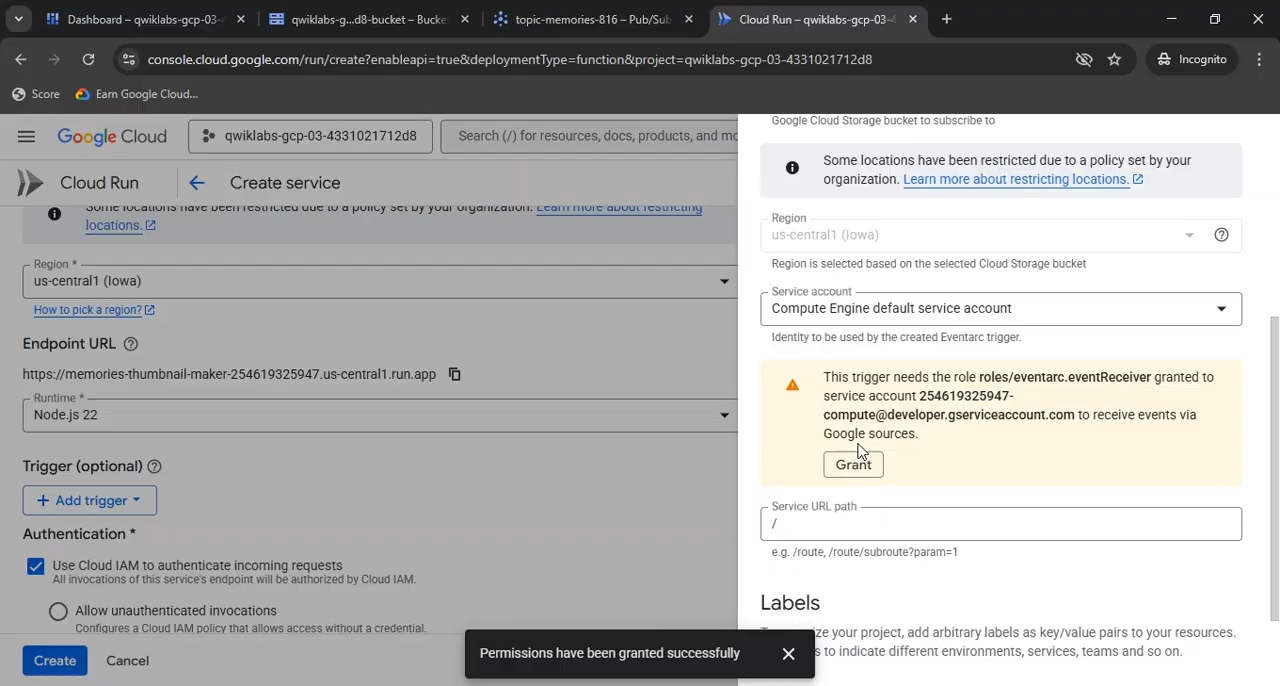 Dashboard – qwiklabs-gcp-03-
qwiklabs-g...d8-bucket – Bucke
topic-memories-816 – Pub/Sub
Cloud Run – qwiklabs-gcp-03-4
console.cloud.google.com/run/create?enableapi=true&deploymentType=function&project=qwiklabs-gcp-03-4331021712d8
Incognito
Score
Earn Google Cloud...
Google Cloud
qwiklabs-gcp-03-4331021712d8
Search (/) for resources, docs, products, and mo
Cloud Run
Create service
Some locations have been restricted due to a policy set by your organization. Learn more about restricting
locations.
Region *
us-central1 (Iowa)
How to pick a region?
Endpoint URL
https://memories-thumbnail-maker-254619325947.us-central1.run.app
Runtime *
Node.js 22
Trigger (optional)
Add trigger
Authentication *
Use Cloud IAM to authenticate incoming requests
All invocations of this service's endpoint will be authorized by Cloud IAM.
Allow unauthenticated invocations
Configures a Cloud IAM policy that allows access without a credential.
Create
Cancel
Google Cloud Storage bucket to subscribe to
Some locations have been restricted due to a policy set by your
organization. Learn more about restricting locations.
Region
us-central1 (Iowa)
Region is selected based on the selected Cloud Storage bucket
Service account
Compute Engine default service account
Identity to be used by the created Eventarc trigger.
This trigger needs the role roles/eventarc.eventReceiver granted to
service account 254619325947-
compute@developer.gserviceaccount.com to receive events via
Google sources.
Grant
Service URL path
/
e.g. /route, /route/subroute?param=1
Labels
ize your project, add arbitrary labels as key/value pairs to your resources.
s to indicate different environments, services, teams and so on.
Permissions have been granted successfully